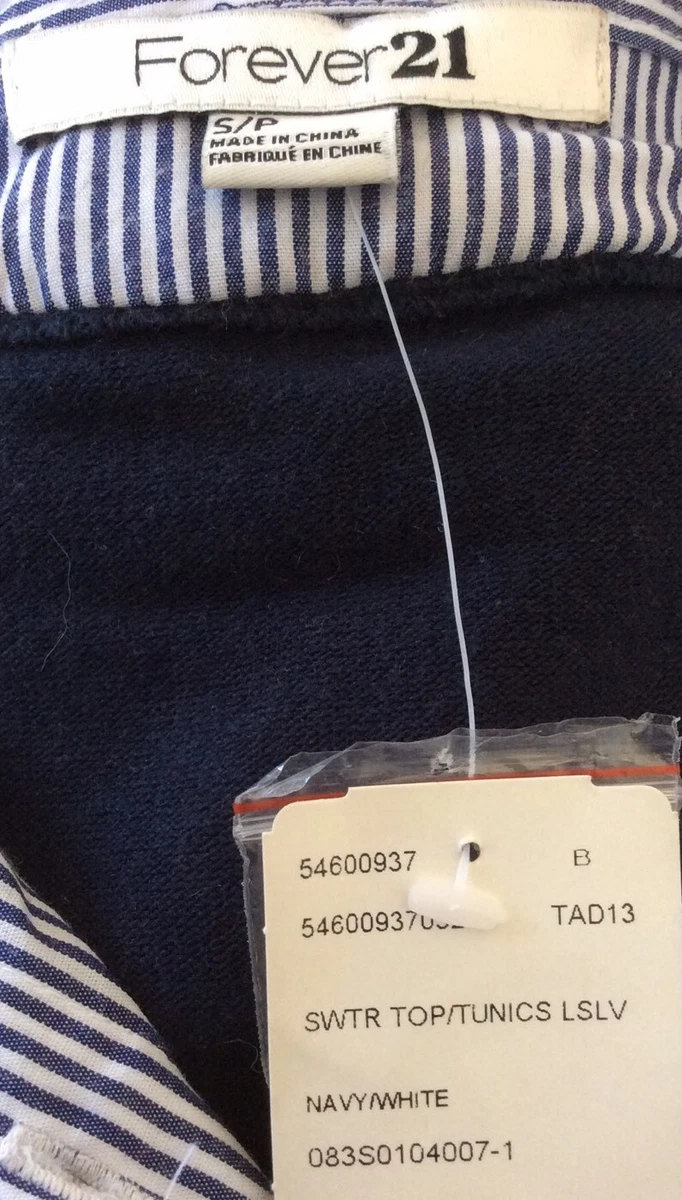 Forever21
S/P
MADE IN CHINA
FABRIQUÉ EN CHINE
54600937 B
TAD13
SWTR TOP/TUNICS LSLV
NAVY/WHITE
083S0104007-1